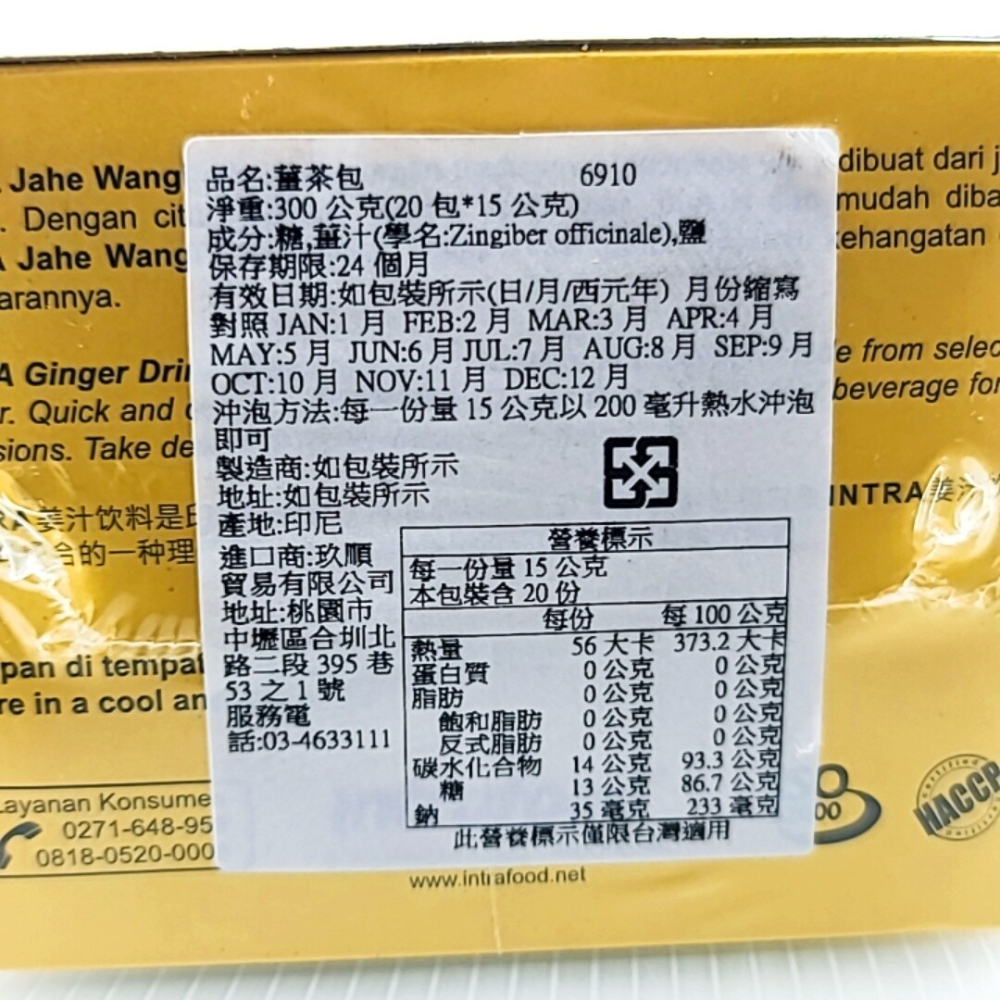 Jahe Wang
. Dengan cit
Jahe Wang
arannya.
A Ginger Dri
r. Quick and
sions. Take de
姜汁饮料是
合的一种理
pan di tempat
re in a cool an
Layanan Konsume
0271-648-95
0818-0520-000
品名:薑茶包 6910
淨重:300 公克(20 包*15 公克)
成分:糖,薑汁(學名:Zingiber officinale),鹽
保存期限:24 個月
有效日期:如包裝所示(日/月/西元年) 月份縮寫
對照 JAN:1 月 FEB:2 月 MAR:3 月 APR:4 月
MAY:5 月 JUN:6 月 JUL:7 月 AUG:8 月 SEP:9 月
OCT:10 月 NOV:11 月 DEC:12 月
沖泡方法:每一份量 15 公克以 200 毫升熱水沖泡
即可
製造商:如包裝所示
地址:如包裝所示
產地:印尼
進口商:玖順
貿易有限公司
地址:桃園市
中壢區合圳北
路二段 395 巷
53 之 1 號
服務電
話:03-4633111
營養標示
每一份量 15 公克
本包裝含 20 份
每份 每 100 公克
熱量 56 大卡 373.2 大卡
蛋白質 0 公克 0 公克
脂肪 0 公克 0 公克
飽和脂肪 0 公克 0 公克
反式脂肪 0 公克 0 公克
碳水化合物 14 公克 93.3 公克
糖 13 公克 86.7 公克
鈉 35 毫克 233 毫克
此營養標示僅限台灣適用
www.intrafood.net
dibuat dari j
mudah diba
kehangatan
e from selec
beverage for
INTRA姜汁
00
HACCP